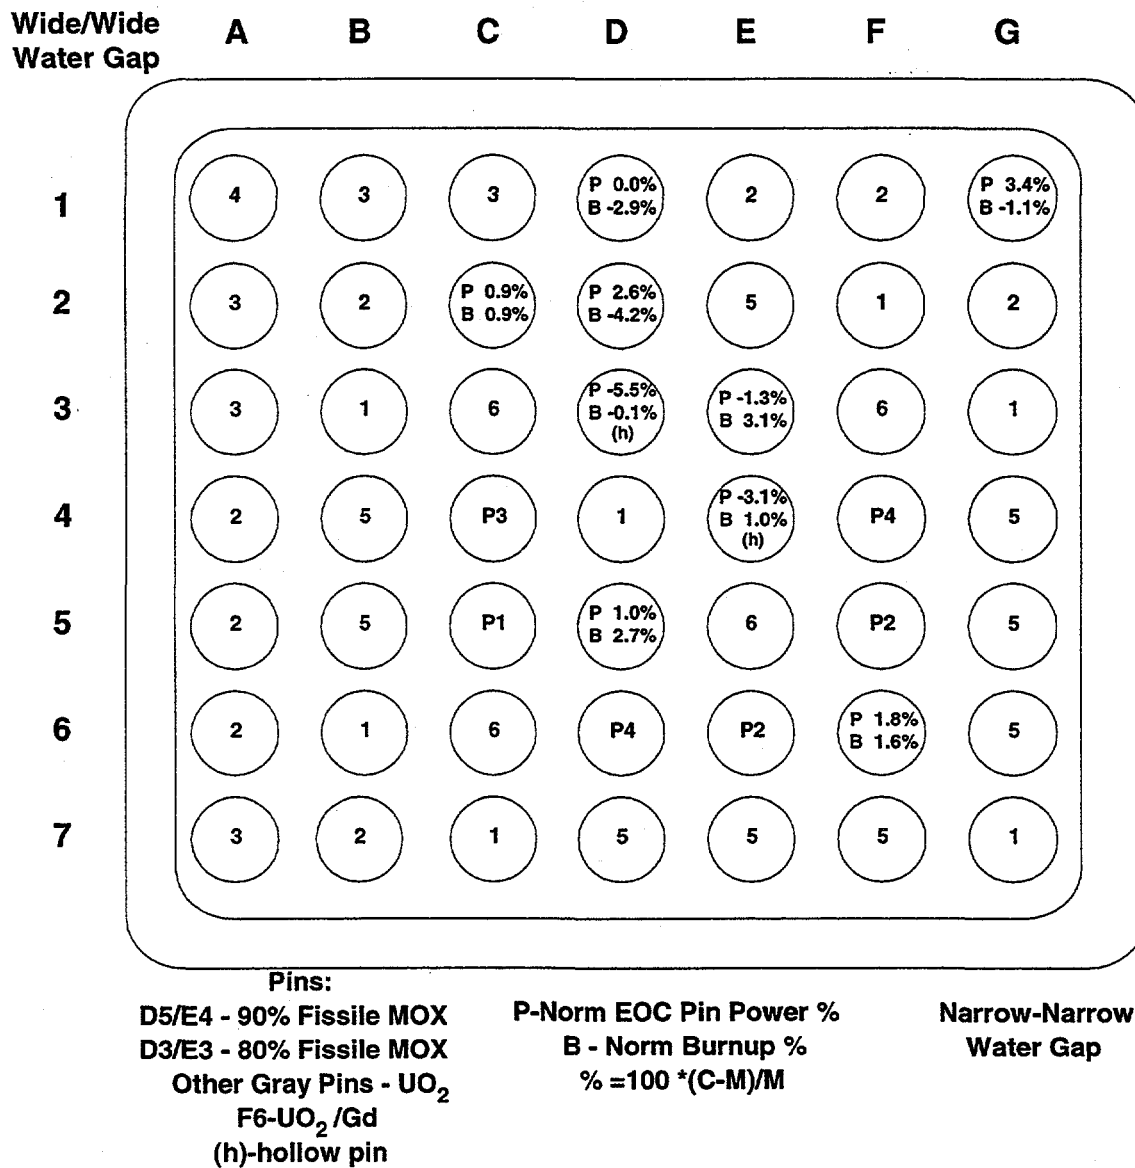 Wide/Wide
Water Gap
A B C D E F G
1 4 3 3 P 0.0% 2 2 P 3.4%
B -2.9% B -1.1%
2 3 2 P 0.9% P 2.6% 5 1 2
B 0.9% B -4.2%
3 3 1 6 P -5.5% P -1.3% 6 1
B -0.1% B 3.1%
(h)
4 2 5 P3 1 P -3.1% P4 5
B 1.0%
(h)
5 2 5 P1 P 1.0% 6 P2 5
B 2.7%
6 2 1 6 P4 P2 P 1.8% 5
B 1.6%
7 3 2 1 5 5 5 1
Pins:
D5/E4 - 90% Fissile MOX
D3/E3 - 80% Fissile MOX
Other Gray Pins - UO2
F6-UO2 /Gd
(h)-hollow pin
P-Norm EOC Pin Power %
B - Norm Burnup %
% =100 *(C-M)/M
Narrow-Narrow
Water Gap